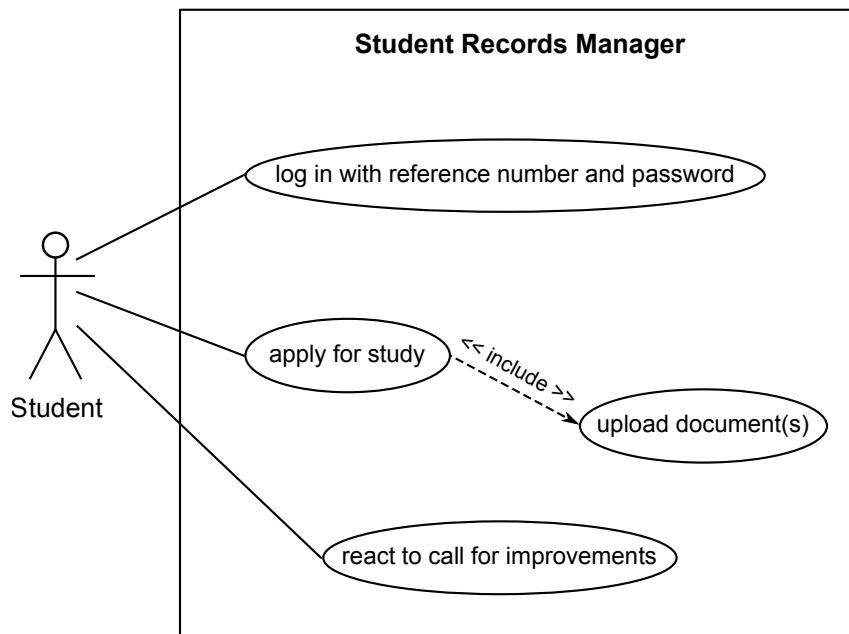 Student Records Manager
log in with reference number and password
apply for study
<< include >>
upload document(s)
Student
react to call for improvements